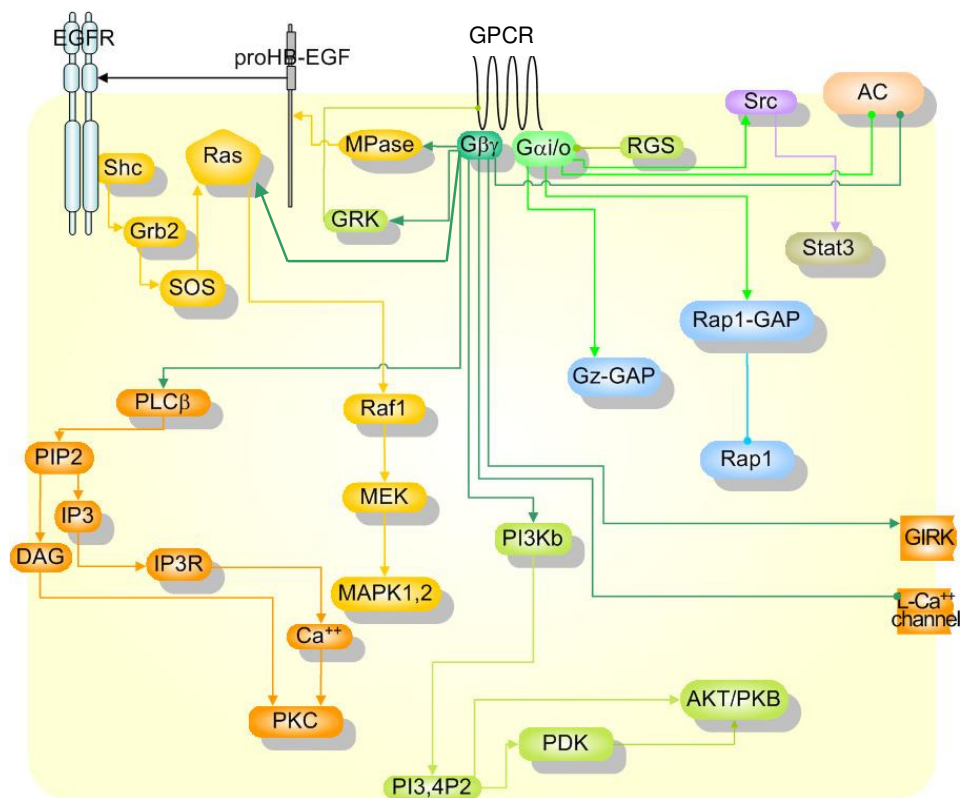 GPCR
EGFR
proHB-EGF
Src
AC
MPase
Gβγ
Gαi/o
RGS
Shc
Ras
GRK
Grb2
Stat3
SOS
Rap1-GAP
Gz-GAP
PLCβ
Raf1
PIP2
Rap1
MEK
IP3
PI3Kb
GIRK
DAG
IP3R
MAPK1,2
L-Ca++
channel
Ca++
AKT/PKB
PKC
PDK
PI3,4P2